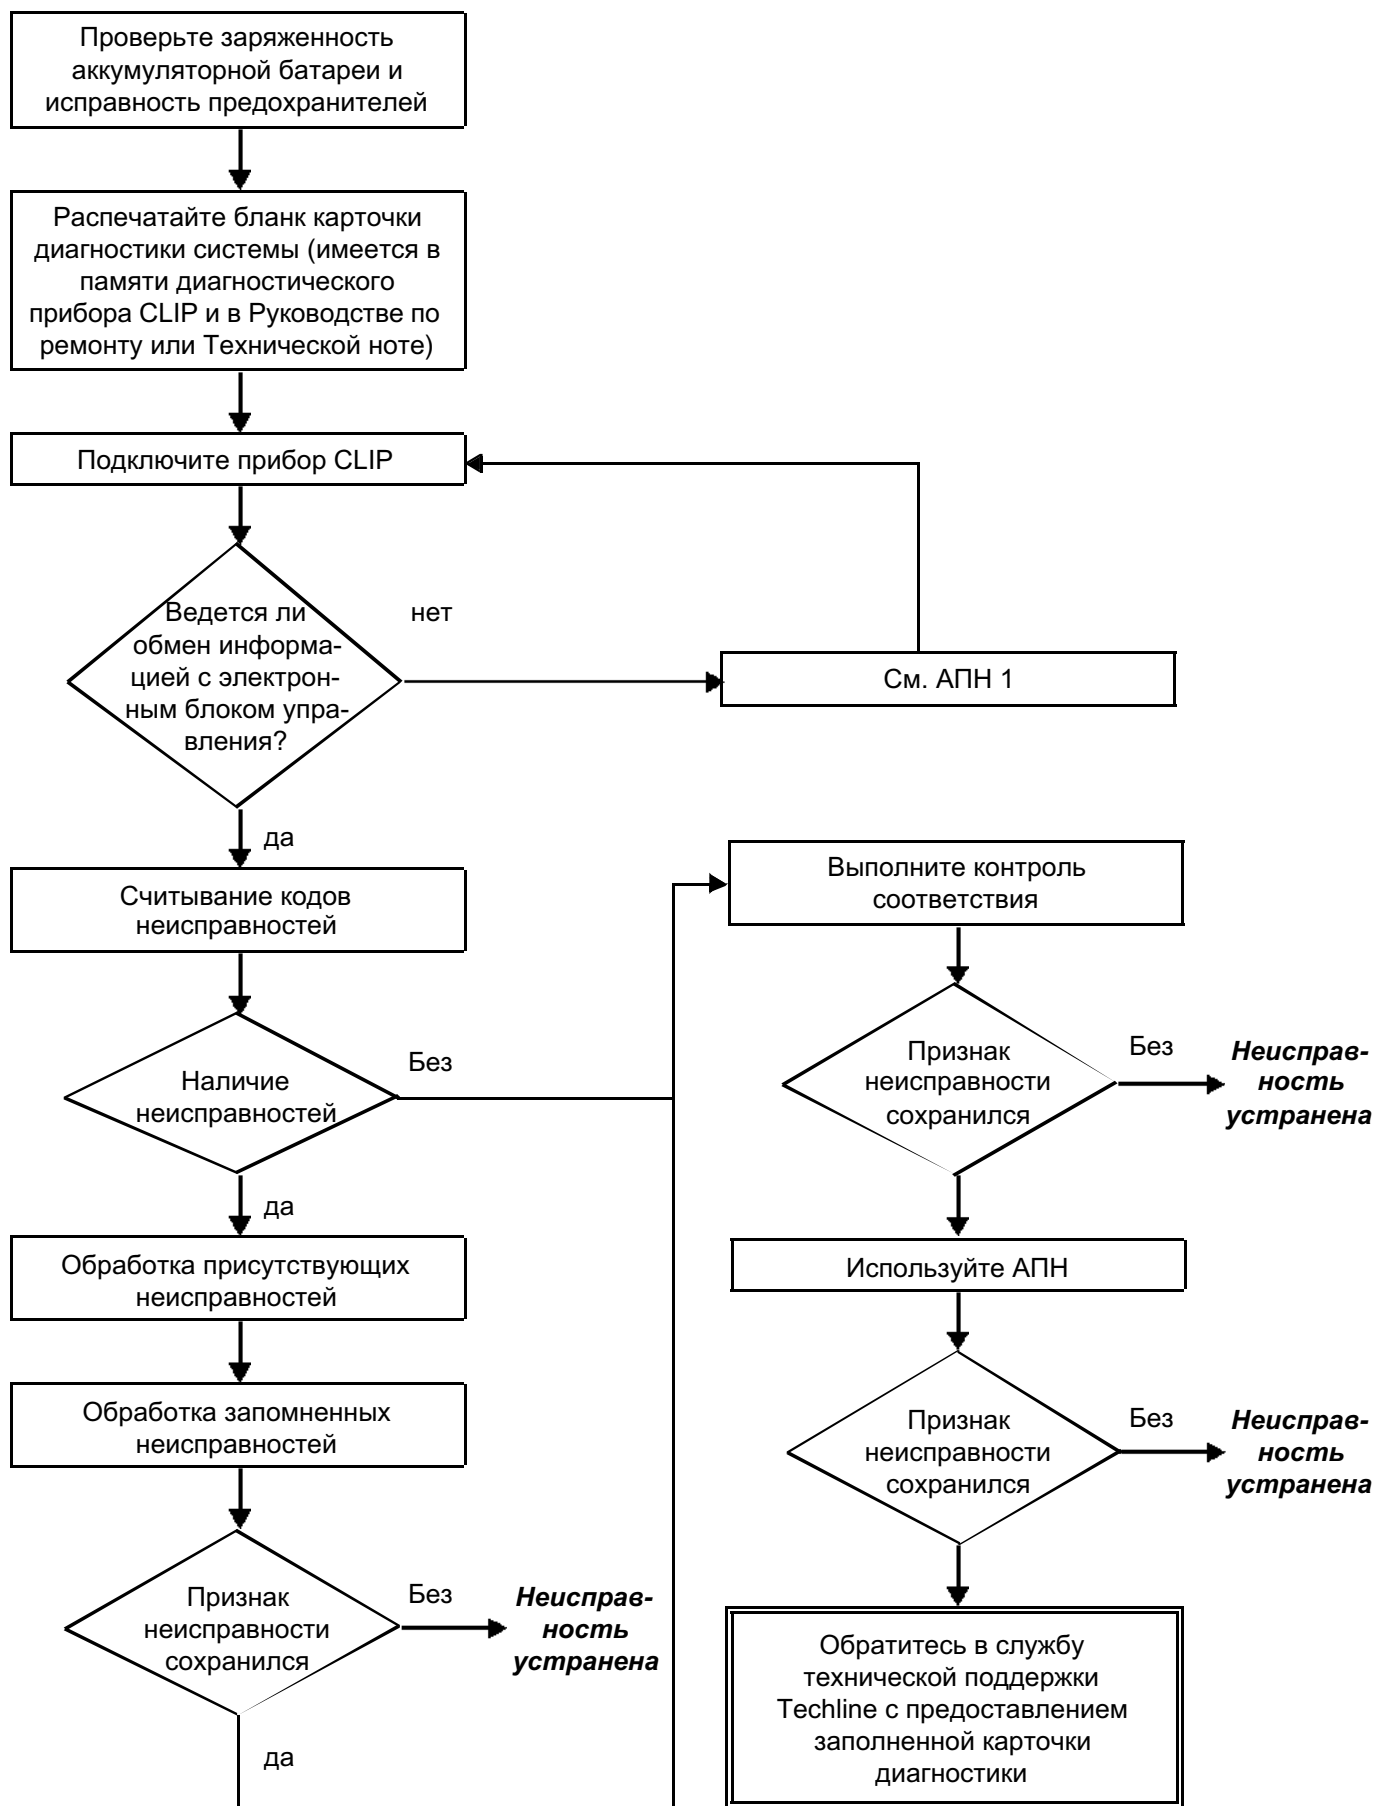 Проверьте заряженность
аккумуляторной батареи и
исправность предохранителей
Распечатайте бланк карточки
диагностики системы (имеется в
памяти диагностического
прибора CLIP и в Руководстве по
ремонту или Технической ноте)
Подключите прибор CLIP
Ведется ли
обмен информа-
цией с электрон-
ным блоком упра-
вления?
нет
См. АПН 1
да
Считывание кодов
неисправностей
Наличие
неисправностей
Без
да
Обработка присутствующих
неисправностей
Обработка запомненных
неисправностей
Признак
неисправности
сохранился
Без
Неисправ-
ность
устранена
да
Выполните контроль
соответствия
Признак
неисправности
сохранился
Без
Неисправ-
ность
устранена
Используйте АПН
Признак
неисправности
сохранился
Без
Неисправ-
ность
устранена
Обратитесь в службу
технической поддержки
Techline с предоставлением
заполненной карточки
диагностики